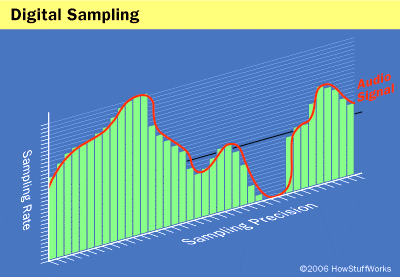 Digital Sampling
Audio
Signal
Sampling Rate
Sampling Precision
©2006 HowStuffWorks